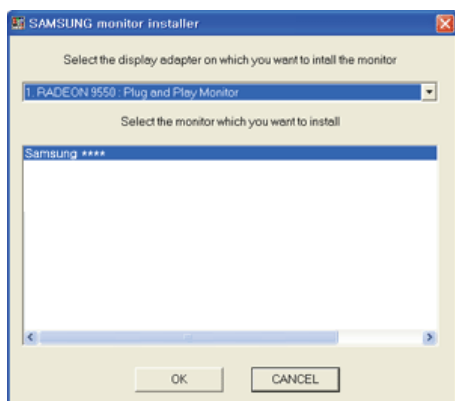 SAMSUNG monitor installer
Select the display adapter on which you want to intall the monitor
1. RADEON 9550 : Plug and Play Monitor
Select the monitor which you want to install
Samsung ****
OK
CANCEL